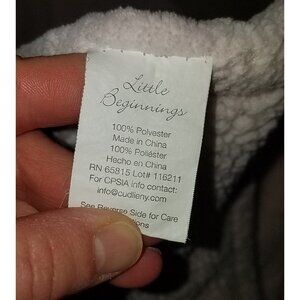 Little
Beginnings
100% Polyester
Made in China
100% Poliéster
Hecho en China
RN 65815 Lot# 116211
For CPSIA info contact:
info@cudlieny.com
See Reverse Side for Care